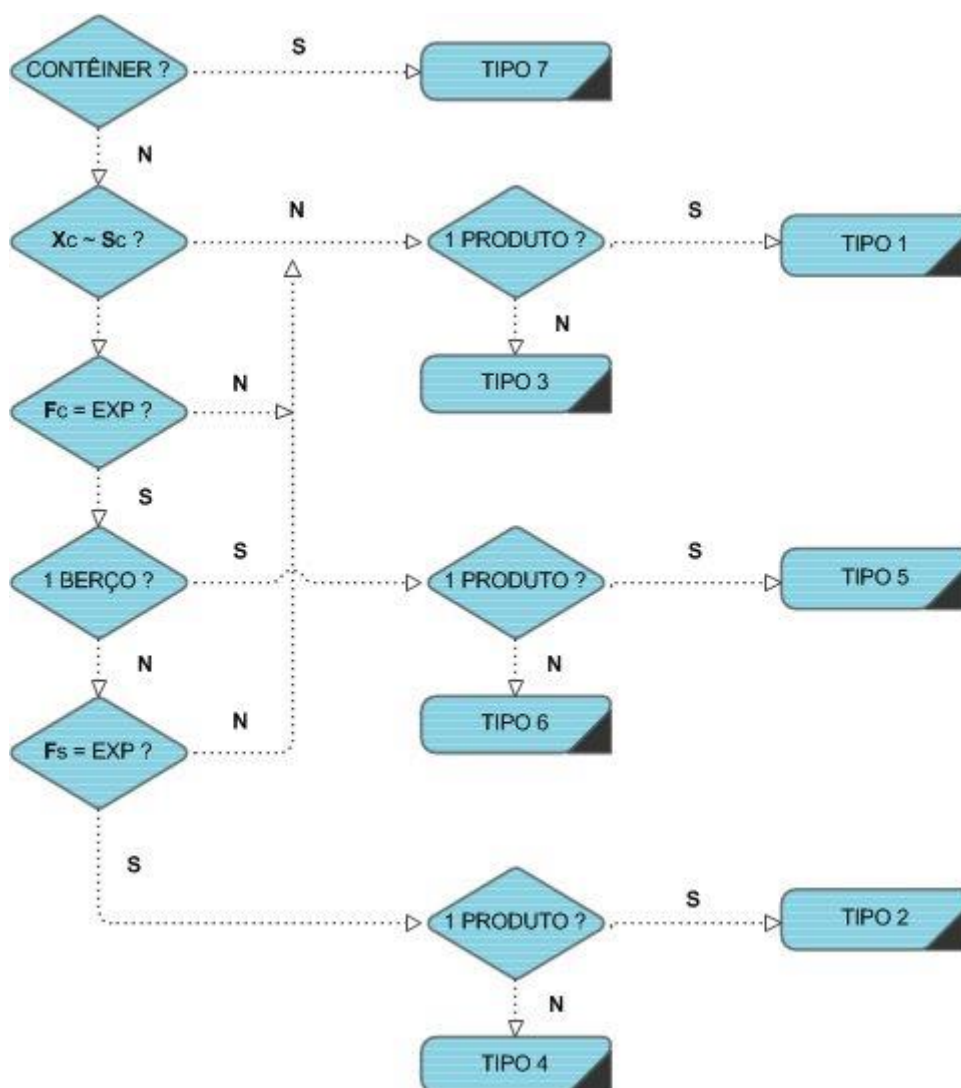 CONTÊINER ?
S
TIPO 7
N
Xc ~ Sc ?
N
1 PRODUTO ?
S
TIPO 1
N
TIPO 3
Fc = EXP ?
N
S
1 BERÇO ?
S
1 PRODUTO ?
S
TIPO 5
N
N
TIPO 6
Fs = EXP ?
N
S
1 PRODUTO ?
S
TIPO 2
N
TIPO 4